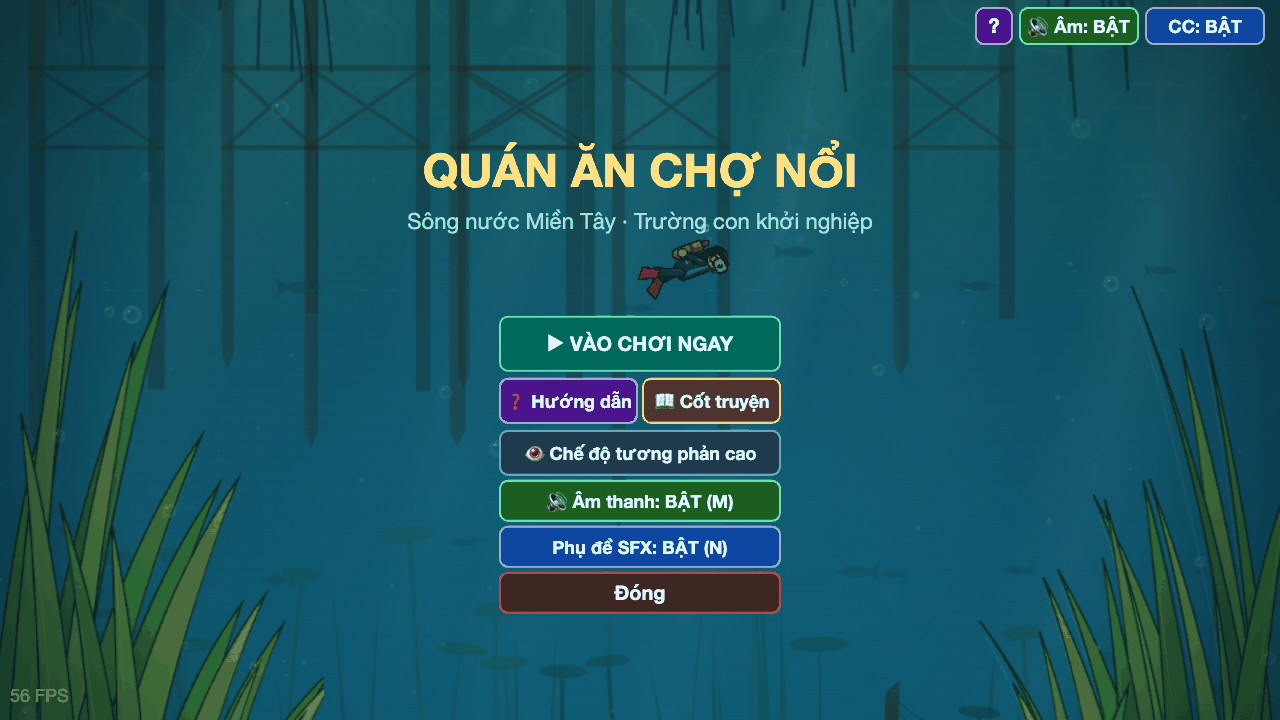 ?
Âm: BẬT
CC: BẬT
QUÁN ĂN CHỢ NỔI
Sông nước Miền Tây · Trường con khởi nghiệp
▶ VÀO CHƠI NGAY
❓ Hướng dẫn
Cốt truyện
Chế độ tương phản cao
Âm thanh: BẬT (M)
Phụ đề SFX: BẬT (N)
Đóng
56 FPS